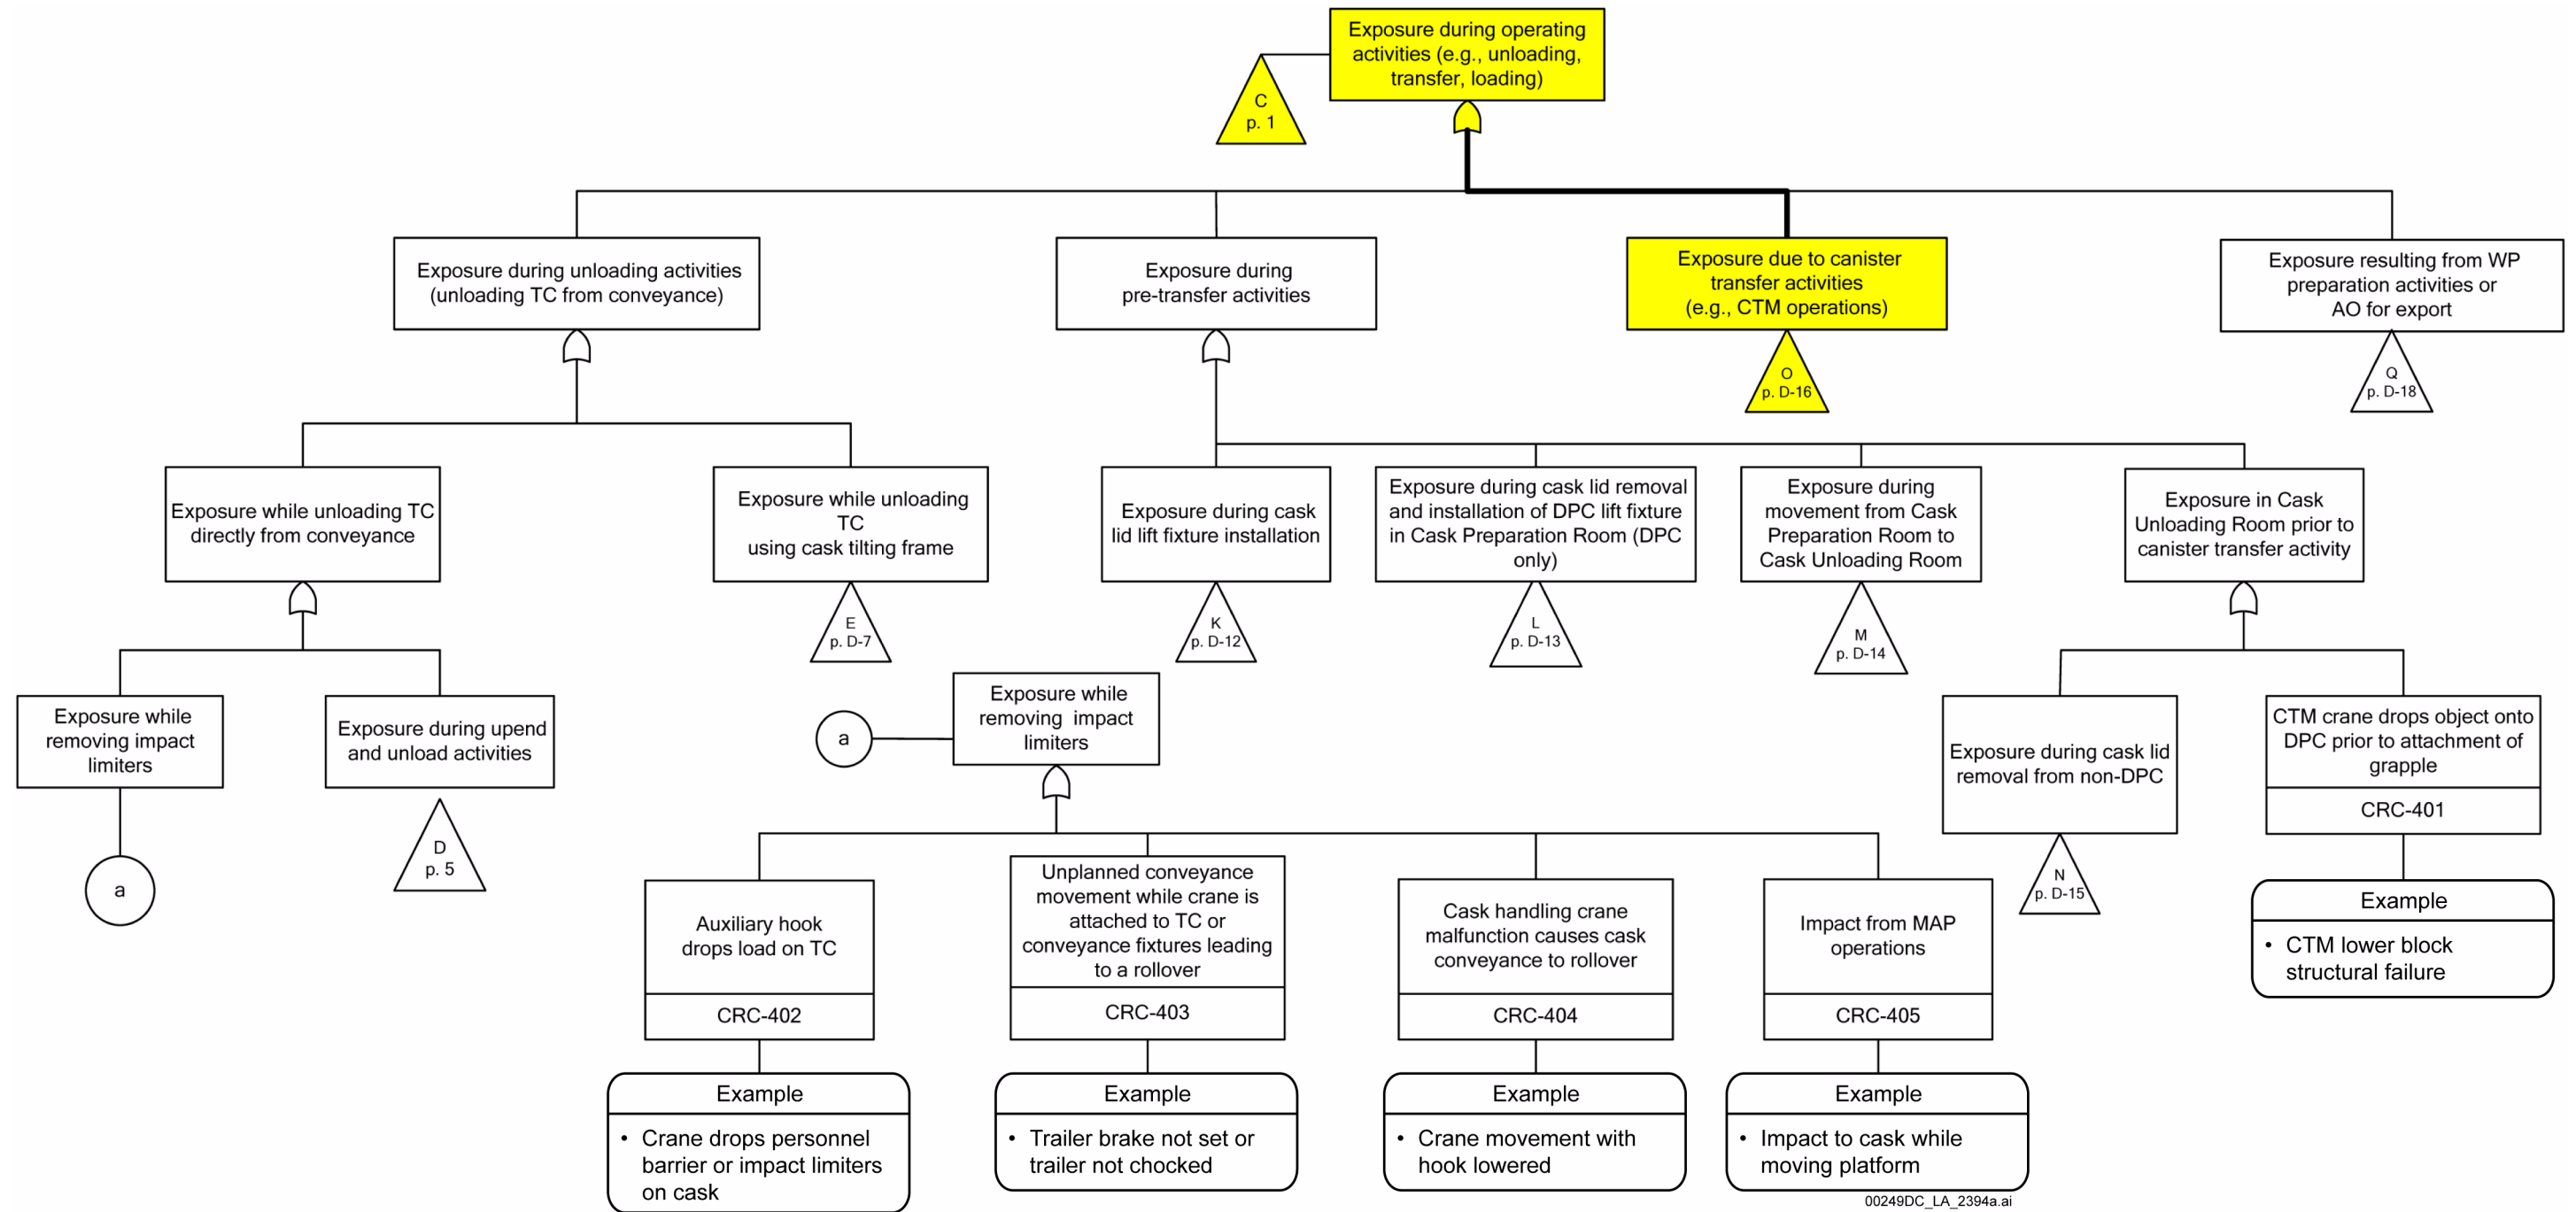 Exposure during operating
activities (e.g., unloading,
transfer, loading)
C
p. 1
Exposure during unloading activities
(unloading TC from conveyance)
Exposure during
pre-transfer activities
Exposure due to canister
transfer activities
(e.g., CTM operations)
O
p. D-16
Exposure resulting from WP
preparation activities or
AO for export
Q
p. D-18
Exposure while unloading TC
directly from conveyance
Exposure while unloading
TC
using cask tilting frame
E
p. D-7
Exposure during cask
lid lift fixture installation
K
p. D-12
Exposure during cask lid removal
and installation of DPC lift fixture
in Cask Preparation Room (DPC
only)
L
p. D-13
Exposure during
movement from Cask
Preparation Room to
Cask Unloading Room
M
p. D-14
Exposure in Cask
Unloading Room prior to
canister transfer activity
Exposure while
removing impact
limiters
a
Exposure during upend
and unload activities
D
p. 5
a
Exposure while
removing impact
limiters
Exposure during cask lid
removal from non-DPC
N
p. D-15
CTM crane drops object onto
DPC prior to attachment of
grapple
CRC-401
Example
• CTM lower block
structural failure
Auxiliary hook
drops load on TC
CRC-402
Example
• Crane drops personnel
barrier or impact limiters
on cask
Unplanned conveyance
movement while crane is
attached to TC or
conveyance fixtures leading
to a rollover
CRC-403
Example
• Trailer brake not set or
trailer not chocked
Cask handling crane
malfunction causes cask
conveyance to rollover
CRC-404
Example
• Crane movement with
hook lowered
Impact from MAP
operations
CRC-405
Example
• Impact to cask while
moving platform
00249DC_LA_2394a.ai